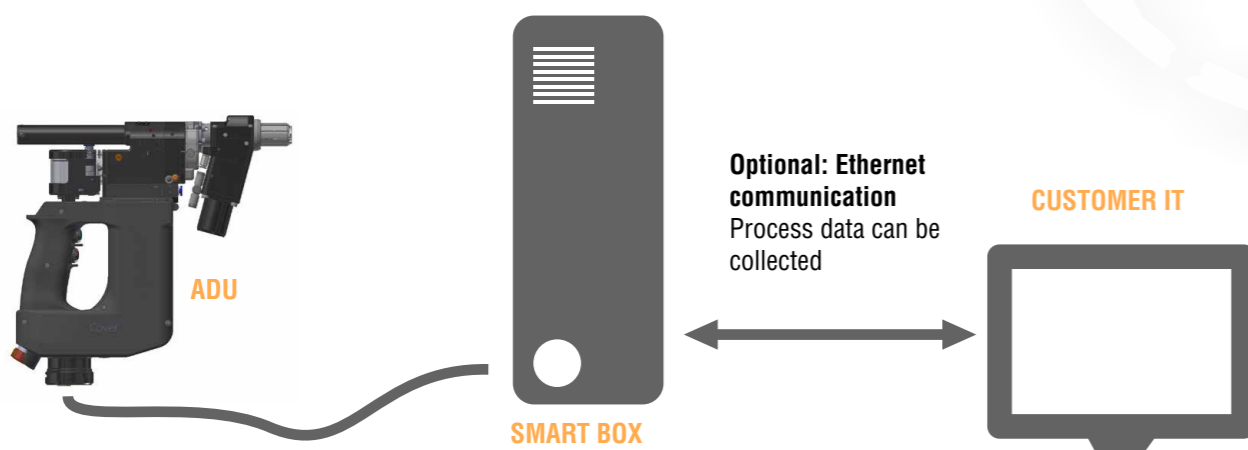 Optional: Ethernet
communication
Process data can be
collected
CUSTOMER IT
ADU
SMART BOX